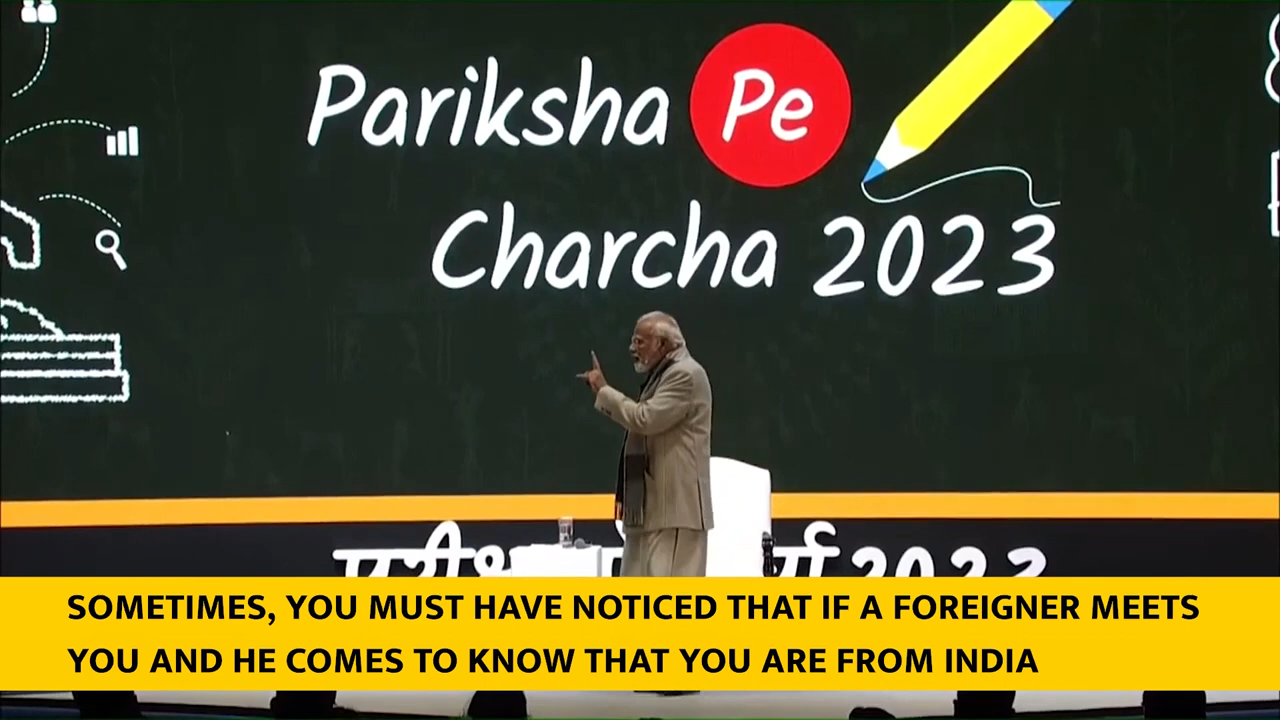 Pariksha Pe
Charcha 2023
2023
SOMETIMES, YOU MUST HAVE NOTICED THAT IF A FOREIGNER MEETS
YOU AND HE COMES TO KNOW THAT YOU ARE FROM INDIA